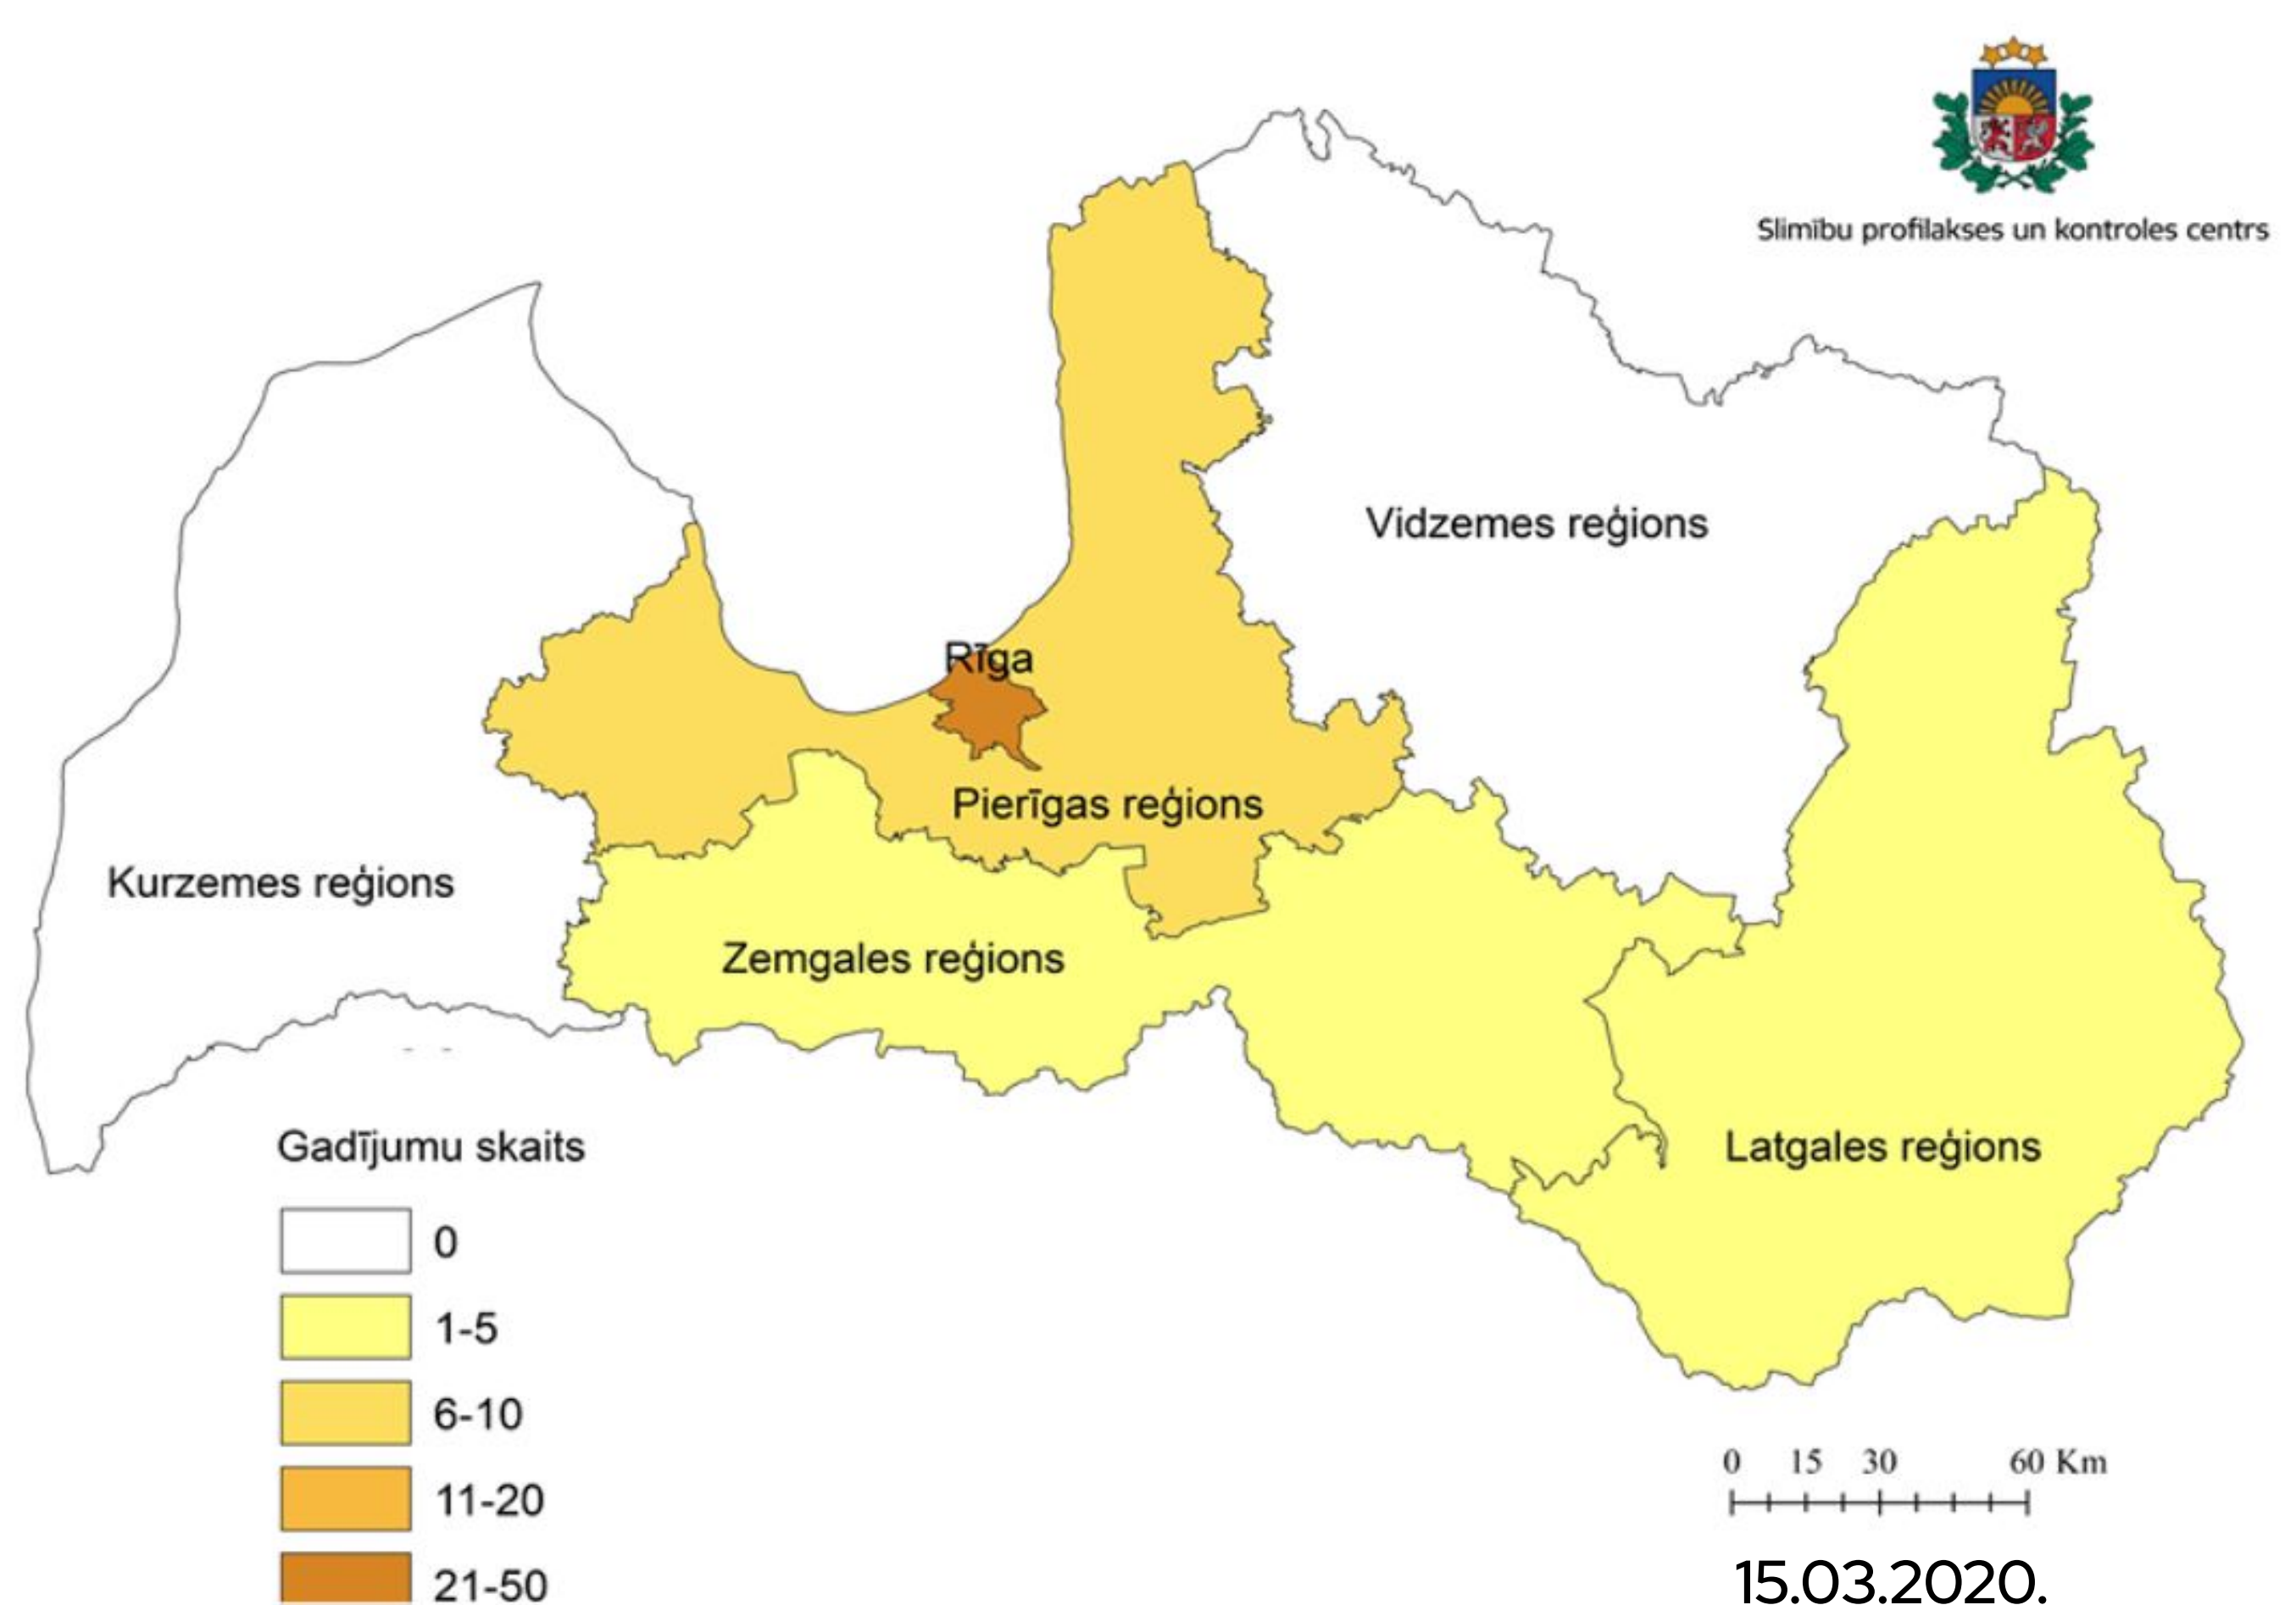 Slimību profilakses un kontroles centrs
Vidzemes reģions
Rīga
Pierīgas reģions
Kurzemes reģions
Zemgales reģions
Latgales reģions
Gadījumu skaits
0
1-5
6-10
11-20
21-50
0 15 30 60 Km
15.03.2020.